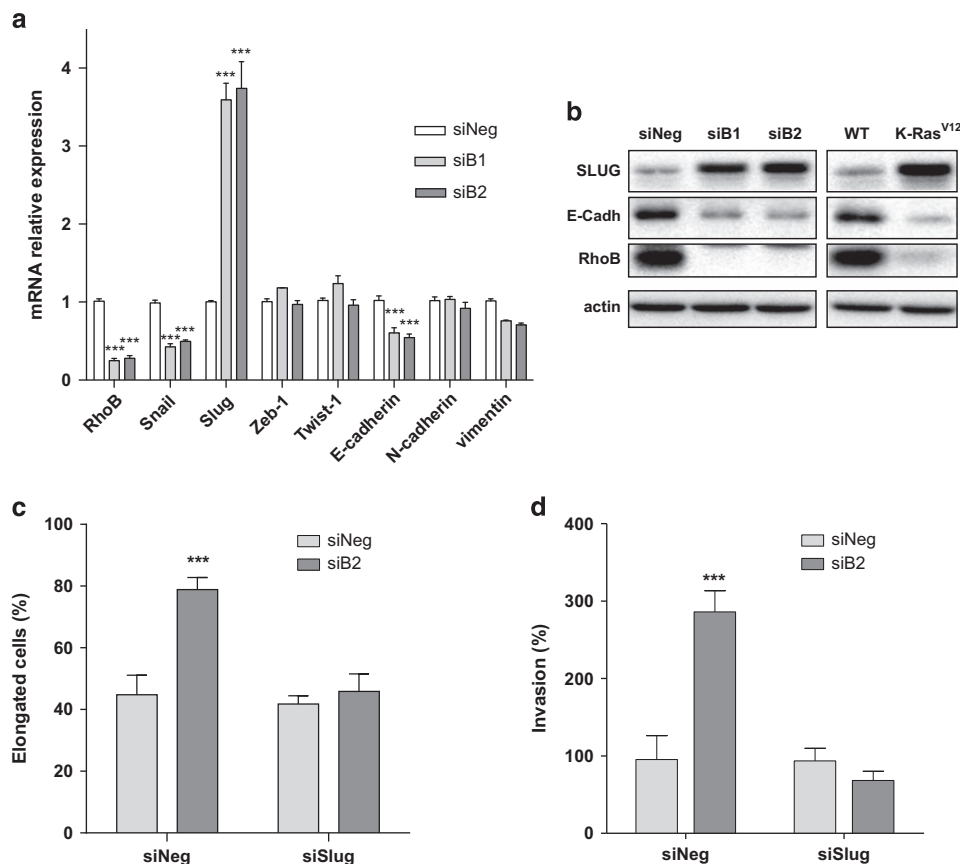 a
mRNA relative expression
4
3
2
1
0
*** ***
*** ***
*** ***
*** ***
siNeg
siB1
siB2
RhoB
Snail
Slug
Zeb-1
Twist-1
E-cadherin
N-cadherin
vimentin
b
siNeg siB1 siB2 WT K-Ras^V12
SLUG
E-Cadh
RhoB
actin
c
Elongated cells (%)
100
80
60
40
20
0
***
siNeg
siB2
siNeg siSlug
d
Invasion (%)
400
300
200
100
0
***
siNeg
siB2
siNeg siSlug